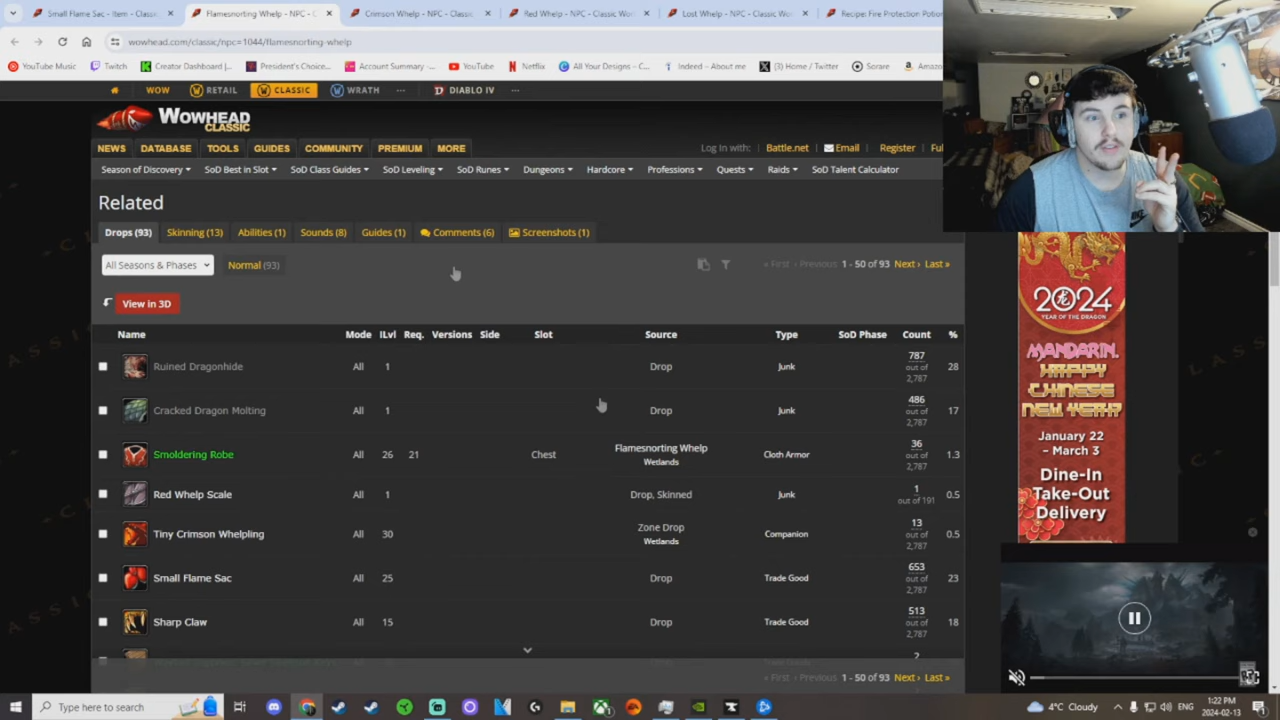 Small Flame Sac - Item - Classic
Flamesnorting Whelp - NPC - C
Crimson Whelp - NPC - Classic
Red Whelp - NPC - Classic Wor
Lost Whelp - NPC - Classic Wo
Recipe: Fire Protection Potion
wowhead.com/classic/npc=1044/flamesnorting-whelp
YouTube Music Twitch Creator Dashboard |... President's Choice... Account Summary -... YouTube Netflix All Your Designs - C... Indeed – About me (3) Home / Twitter Sorare Amazo
WOW RETAIL CLASSIC WRATH ... DIABLO IV ...
WOWHEAD
CLASSIC
NEWS DATABASE TOOLS GUIDES COMMUNITY PREMIUM MORE Log In with: Battle.net Email Register Ful
Season of Discovery SoD Best in Slot SoD Class Guides SoD Leveling SoD Runes Dungeons Hardcore Professions Quests Raids SoD Talent Calculator
Related
Drops (93) Skinning (13) Abilities (1) Sounds (8) Guides (1) Comments (6) Screenshots (1)
All Seasons & Phases Normal (93) « First ‹ Previous 1 - 50 of 93 Next › Last »
View in 3D
Name Mode ILvl Req. Versions Side Slot Source Type SoD Phase Count %
Ruined Dragonhide All 1 Drop Junk 787 out of 2,787 28
Cracked Dragon Molting All 1 Drop Junk 486 out of 2,787 17
Smoldering Robe All 26 21 Chest Flamesnorting Whelp Wetlands Cloth Armor 36 out of 2,787 1.3
Red Whelp Scale All 1 Drop, Skinned Junk 1 out of 191 0.5
Tiny Crimson Whelpling All 30 Zone Drop Wetlands Companion 13 out of 2,787 0.5
Small Flame Sac All 25 Drop Trade Good 653 out of 2,787 23
Sharp Claw All 15 Drop Trade Good 513 out of 2,787 18
« First ‹ Previous 1 - 50 of 93 Next › Last »
2024
YEAR OF THE DRAGON
MANDARIN
HAPPY
CHINESE
NEW YEAR!
January 22
– March 3
Dine-In
Take-Out
Delivery
Type here to search
4°C Cloudy
ENG
1:22 PM
2024-02-13